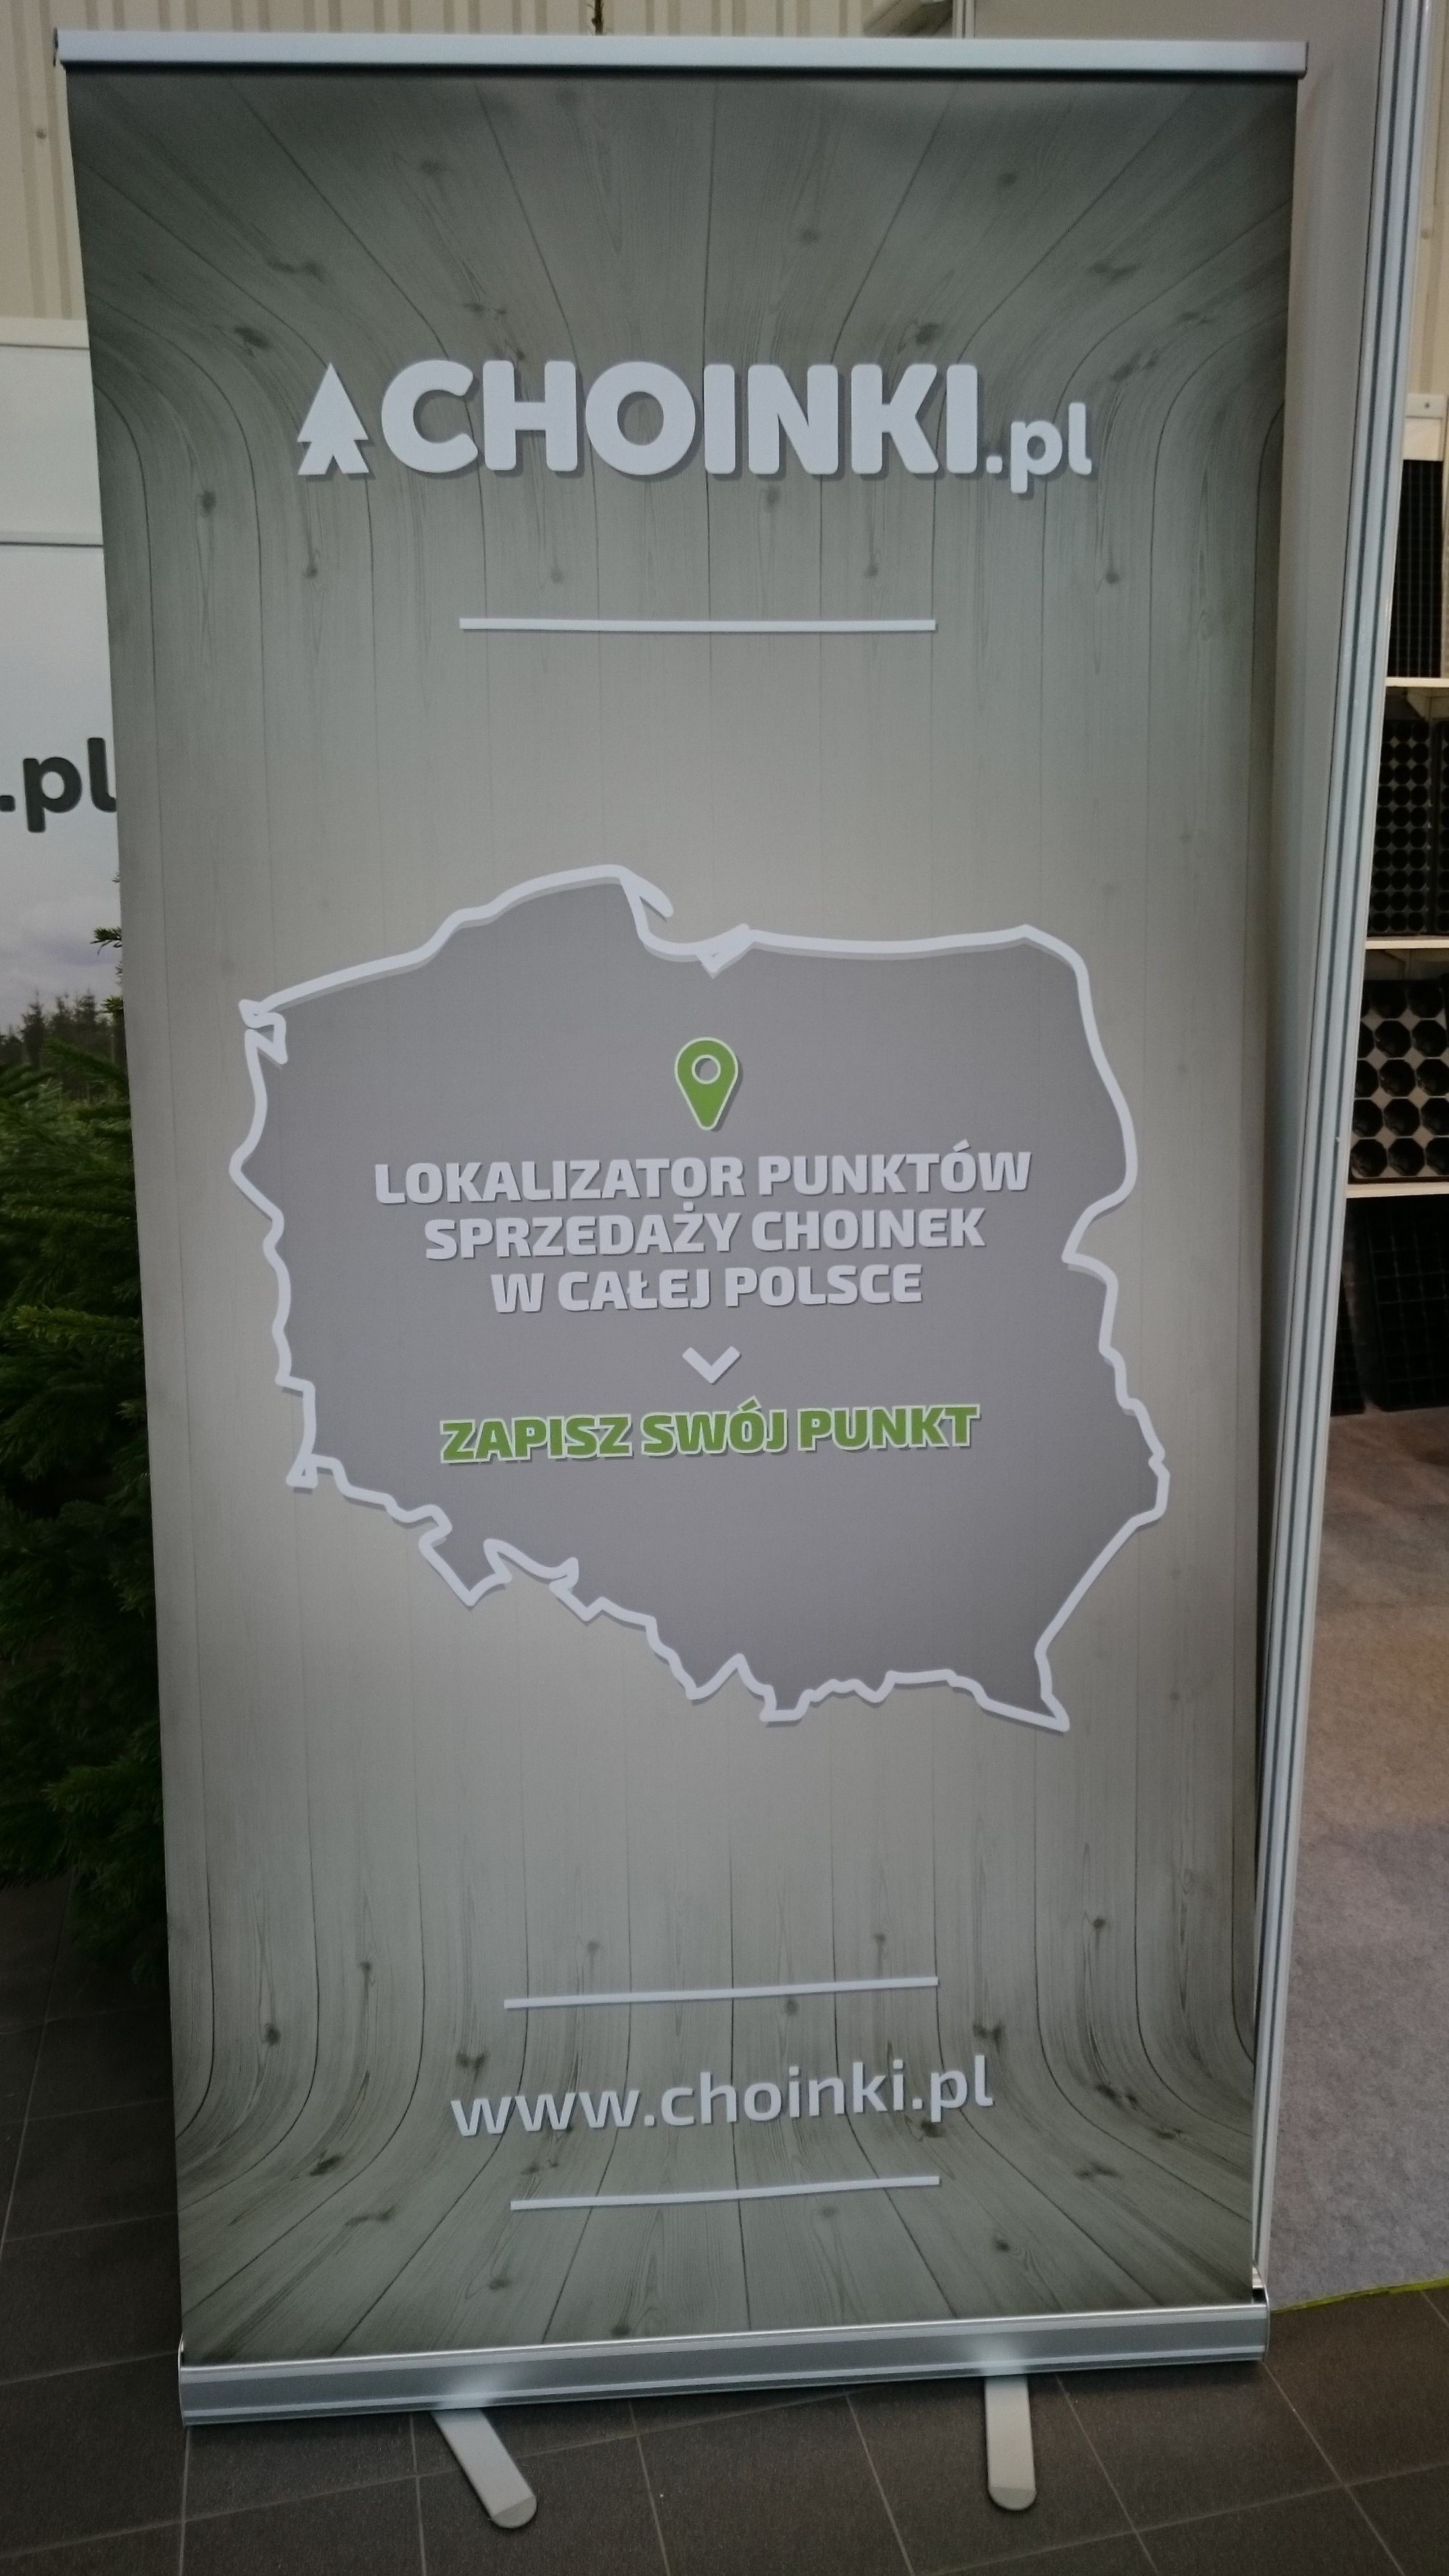 CHOINKI.pl
.pl
LOKALIZATOR PUNKTÓW
SPRZEDAŻY CHOINEK
W CAŁEJ POLSCE
ZAPISZ SWÓJ PUNKT
www.choinki.pl